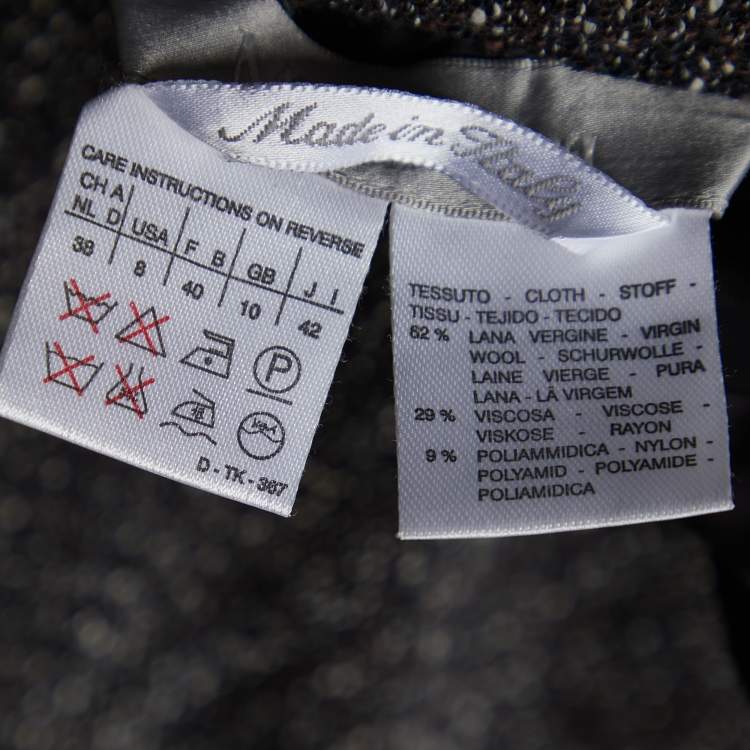 Made in Italy
CARE INSTRUCTIONS ON REVERSE
CH A
NL D USA F B GB J I
38 8 40 10 42
P
D - TK - 367
TESSUTO - CLOTH - STOFF -
TISSU - TEJIDO - TECIDO
62 % LANA VERGINE - VIRGIN
WOOL - SCHURWOLLE -
LAINE VIERGE - PURA
LANA - LÃ VIRGEM
29 % VISCOSA - VISCOSE -
VISKOSE - RAYON
9 % POLIAMMIDICA - NYLON -
POLYAMID - POLYAMIDE -
POLIAMIDICA